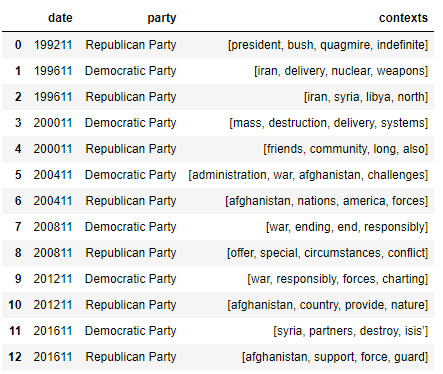 date party contexts
0 199211 Republican Party [president, bush, quagmire, indefinite]
1 199611 Democratic Party [iran, delivery, nuclear, weapons]
2 199611 Republican Party [iran, syria, libya, north]
3 200011 Democratic Party [mass, destruction, delivery, systems]
4 200011 Republican Party [friends, community, long, also]
5 200411 Democratic Party [administration, war, afghanistan, challenges]
6 200411 Republican Party [afghanistan, nations, america, forces]
7 200811 Democratic Party [war, ending, end, responsibly]
8 200811 Republican Party [offer, special, circumstances, conflict]
9 201211 Democratic Party [war, responsibly, forces, charting]
10 201211 Republican Party [afghanistan, country, provide, nature]
11 201611 Democratic Party [syria, partners, destroy, isis’]
12 201611 Republican Party [afghanistan, support, force, guard]